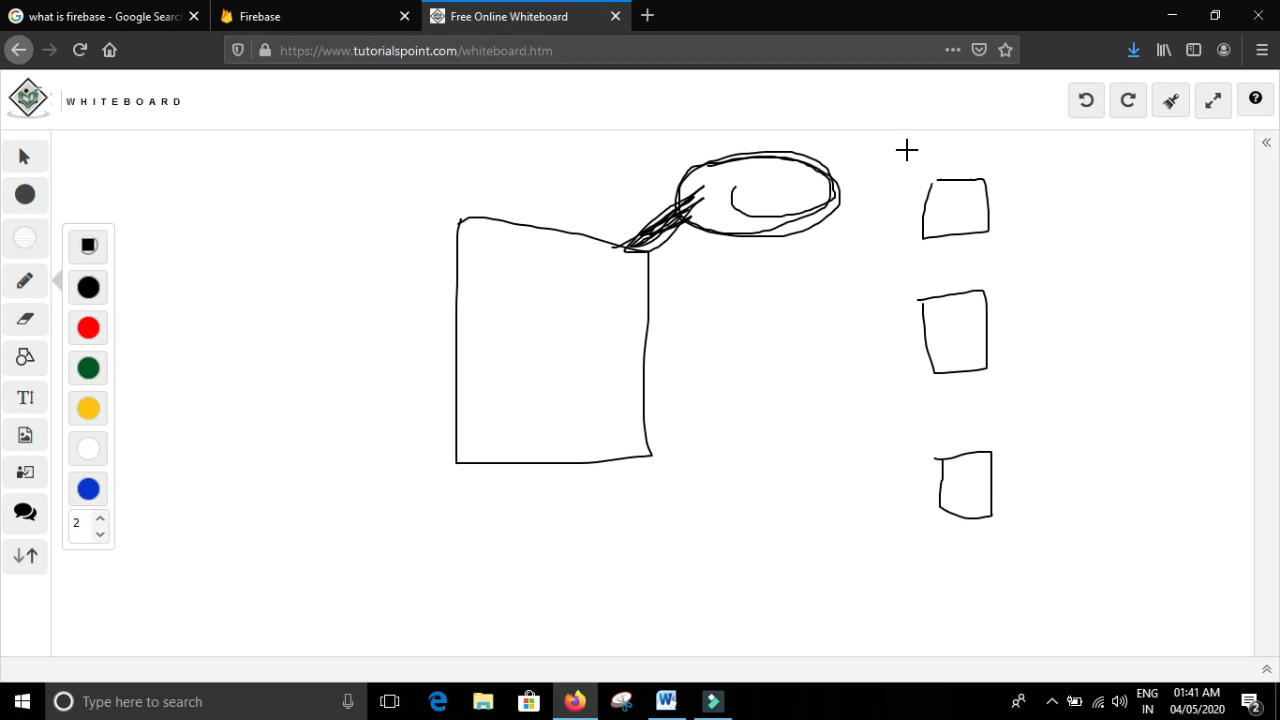 what is firebase - Google Searc
Firebase
Free Online Whiteboard
https://www.tutorialspoint.com/whiteboard.htm
WHITEBOARD
2
Type here to search
ENG
IN
01:41 AM
04/05/2020
2